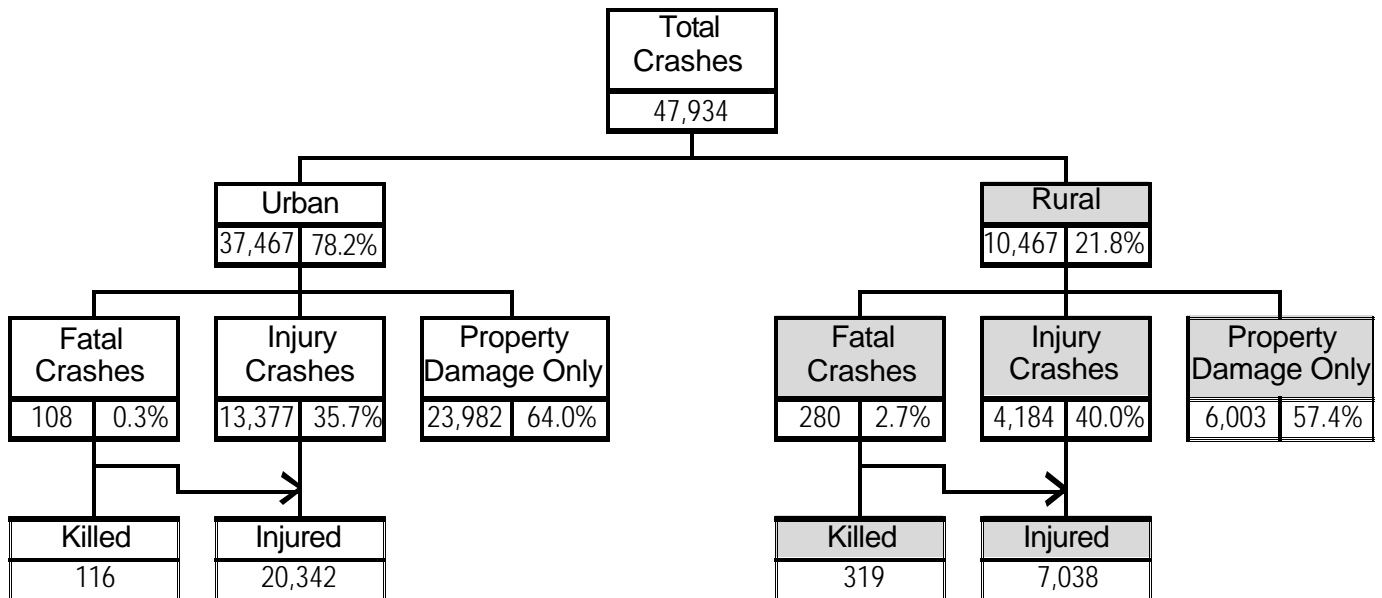 Total
Crashes
47,934
Urban
37,467 78.2%
Rural
10,467 21.8%
Fatal
Crashes
108 0.3%
Injury
Crashes
13,377 35.7%
Property
Damage Only
23,982 64.0%
Fatal
Crashes
280 2.7%
Injury
Crashes
4,184 40.0%
Property
Damage Only
6,003 57.4%
Killed
116
Injured
20,342
Killed
319
Injured
7,038